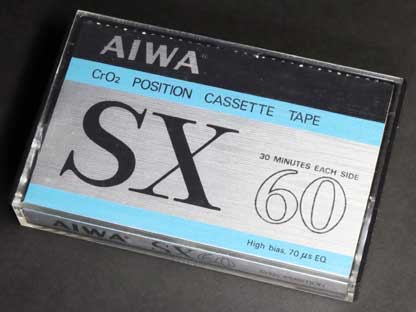 AIWA
CrO2 POSITION CASSETTE TAPE
SX
30 MINUTES EACH SIDE
60
High bias, 70 μs EQ
AIWA SX 60